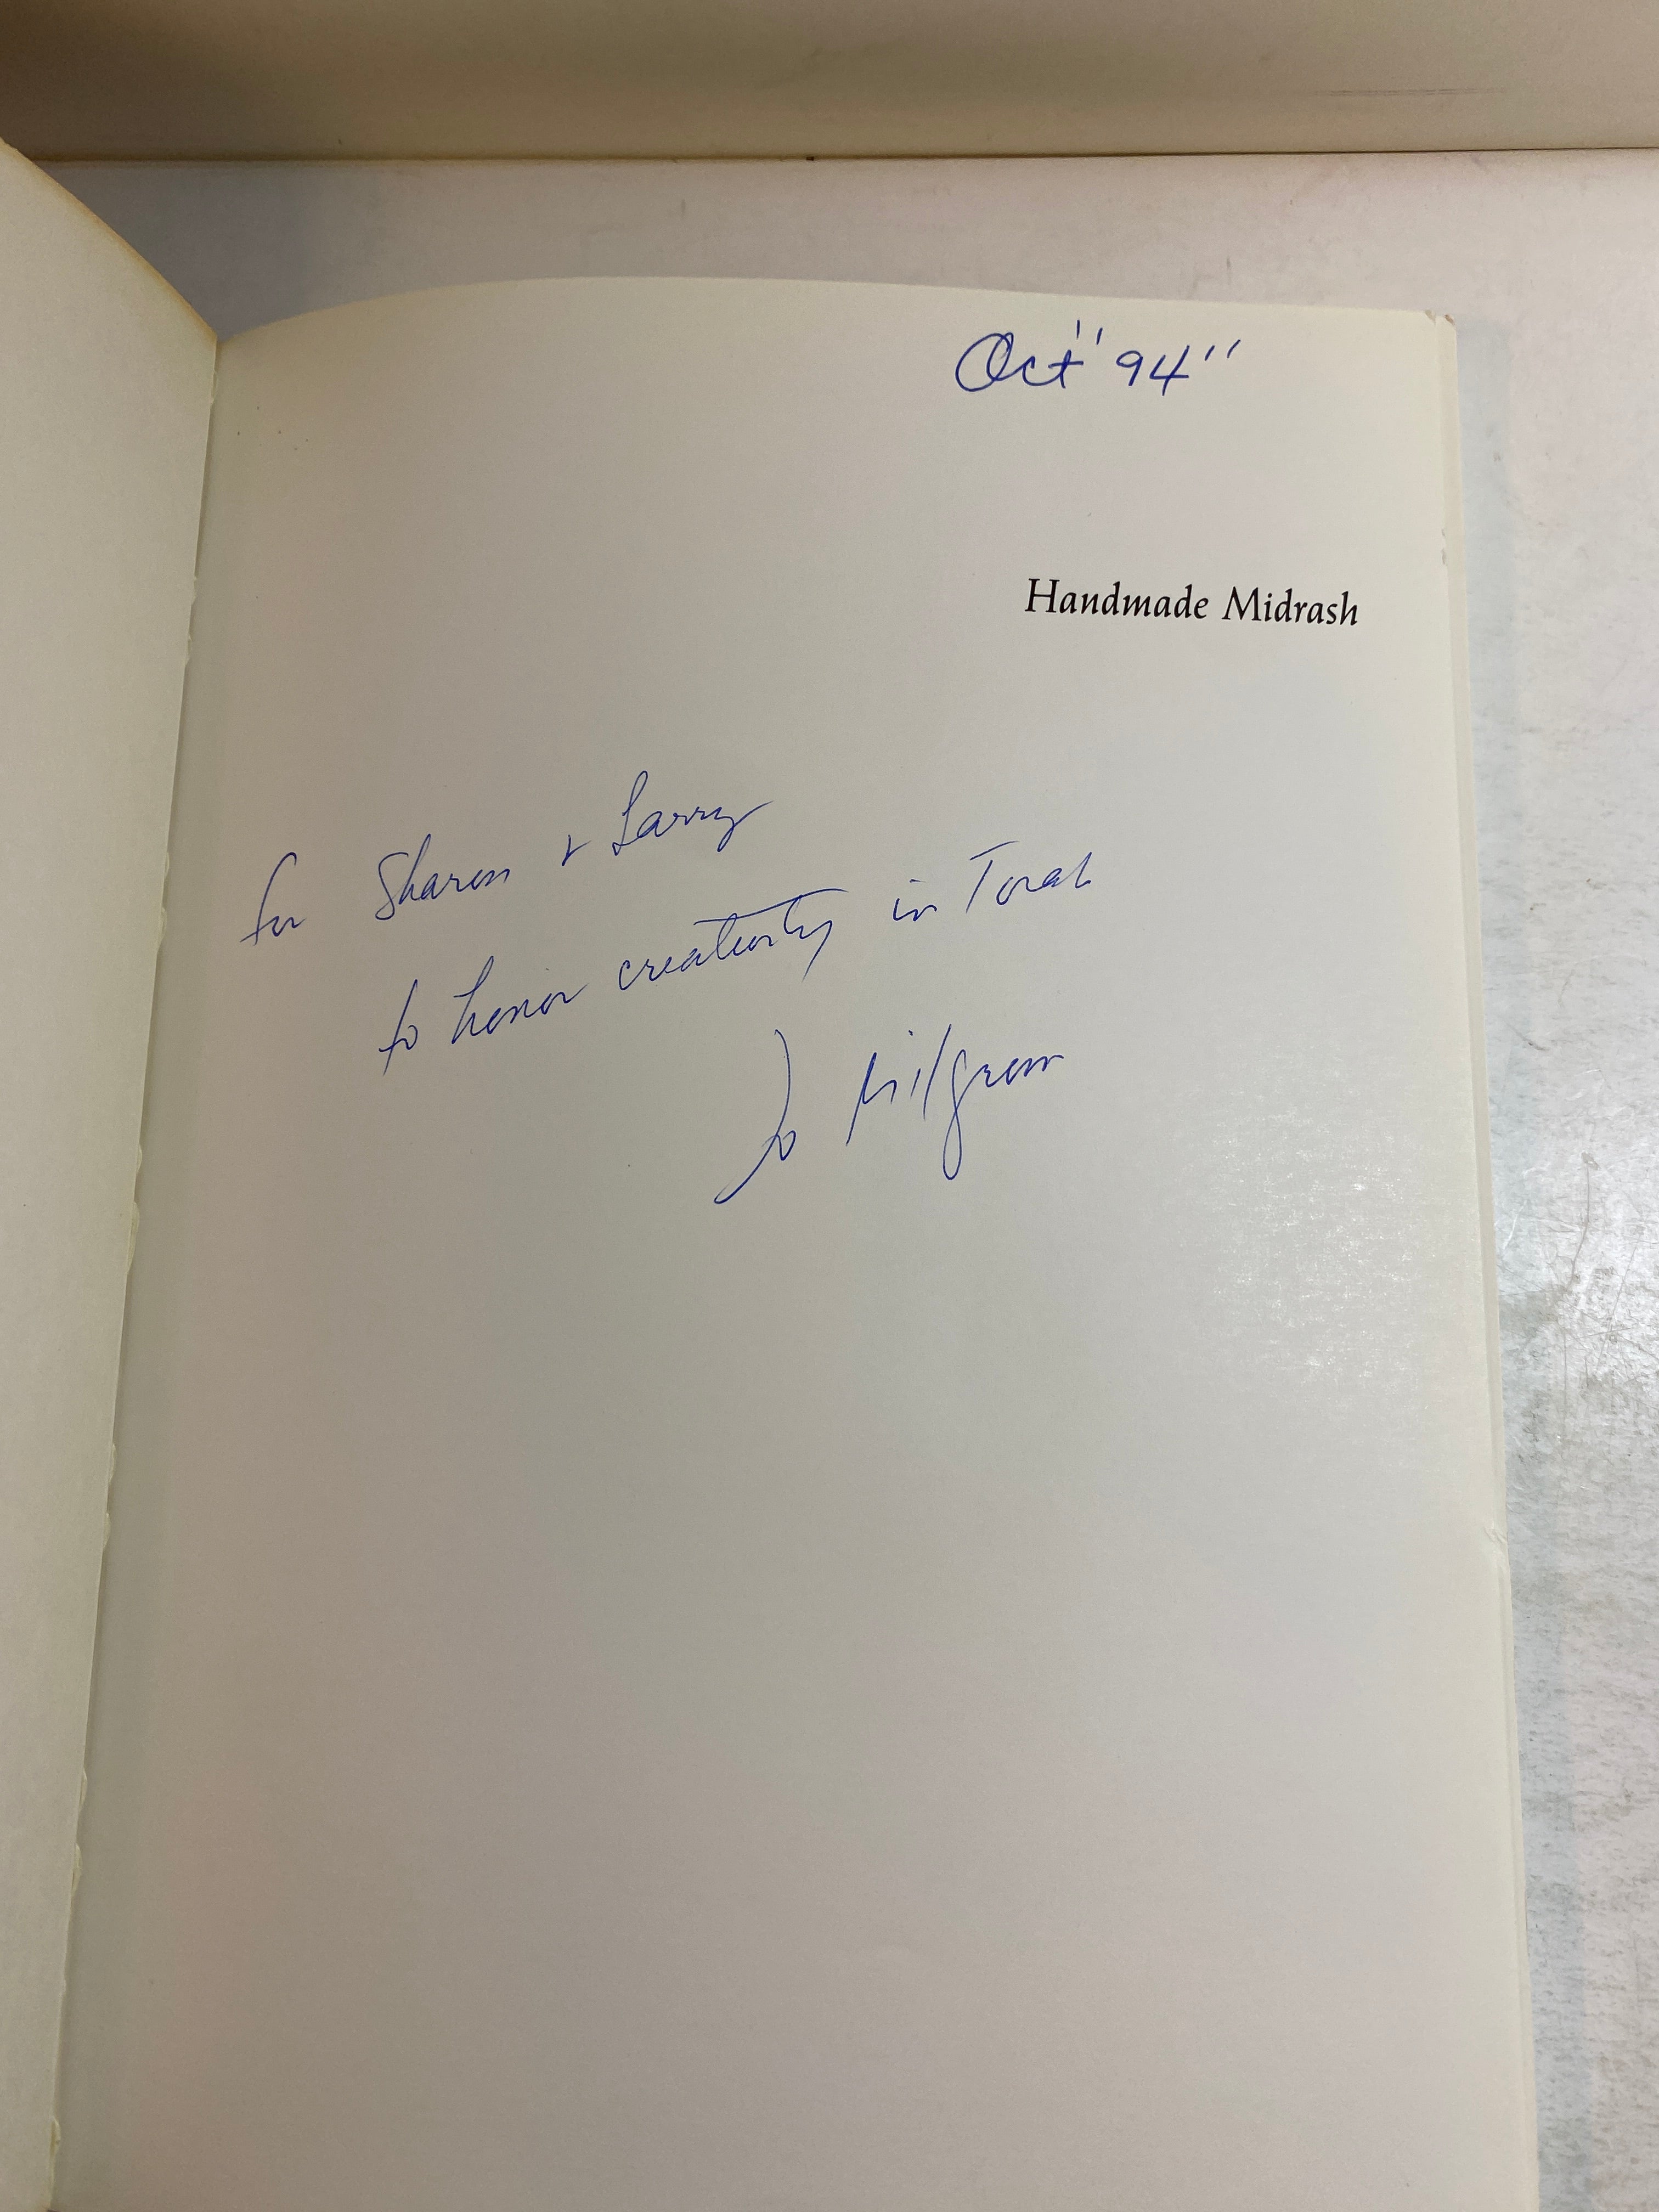 Oct '' 94''
Handmade Midrash
for Sharon & Larry
to honor creativity in Torah
Jo Milgrom